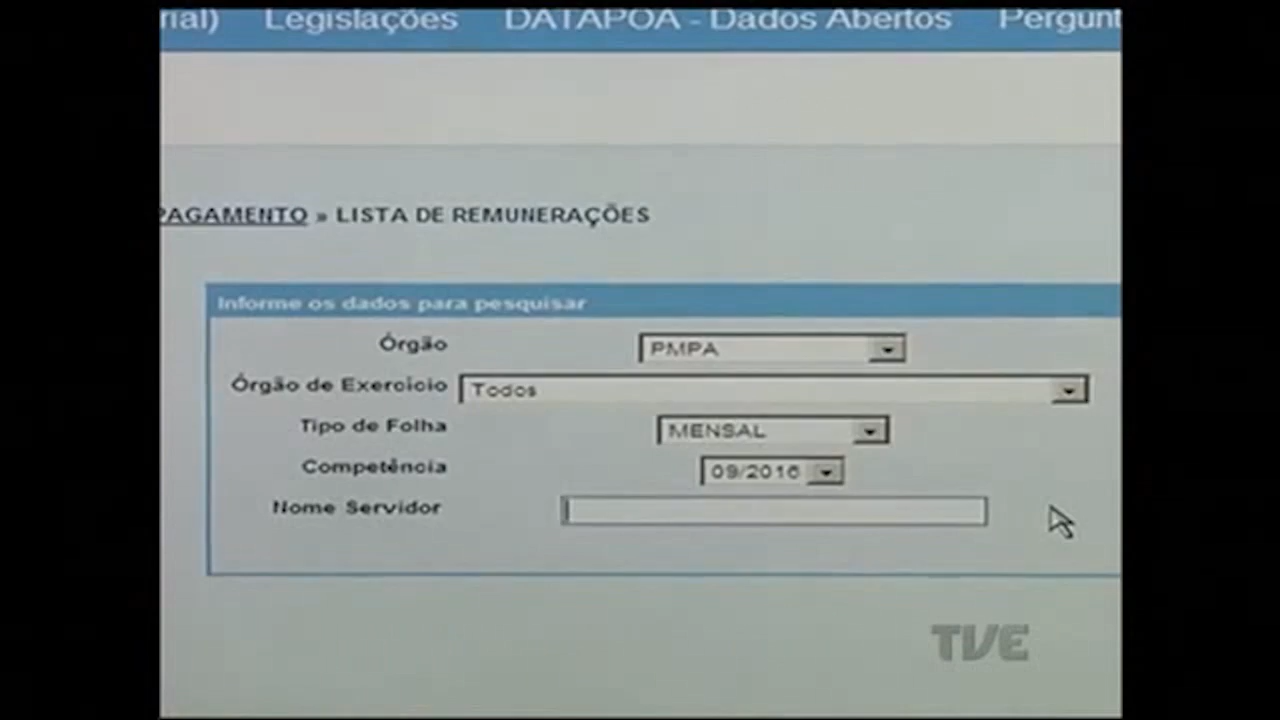 rial) Legislações DATAPOA - Dados Abertos Pergunt
PAGAMENTO » LISTA DE REMUNERAÇÕES
Informe os dados para pesquisar
Órgão PMPA
Órgão de Exercício Todos
Tipo de Folha MENSAL
Competência 09/2016
Nome Servidor
TVE